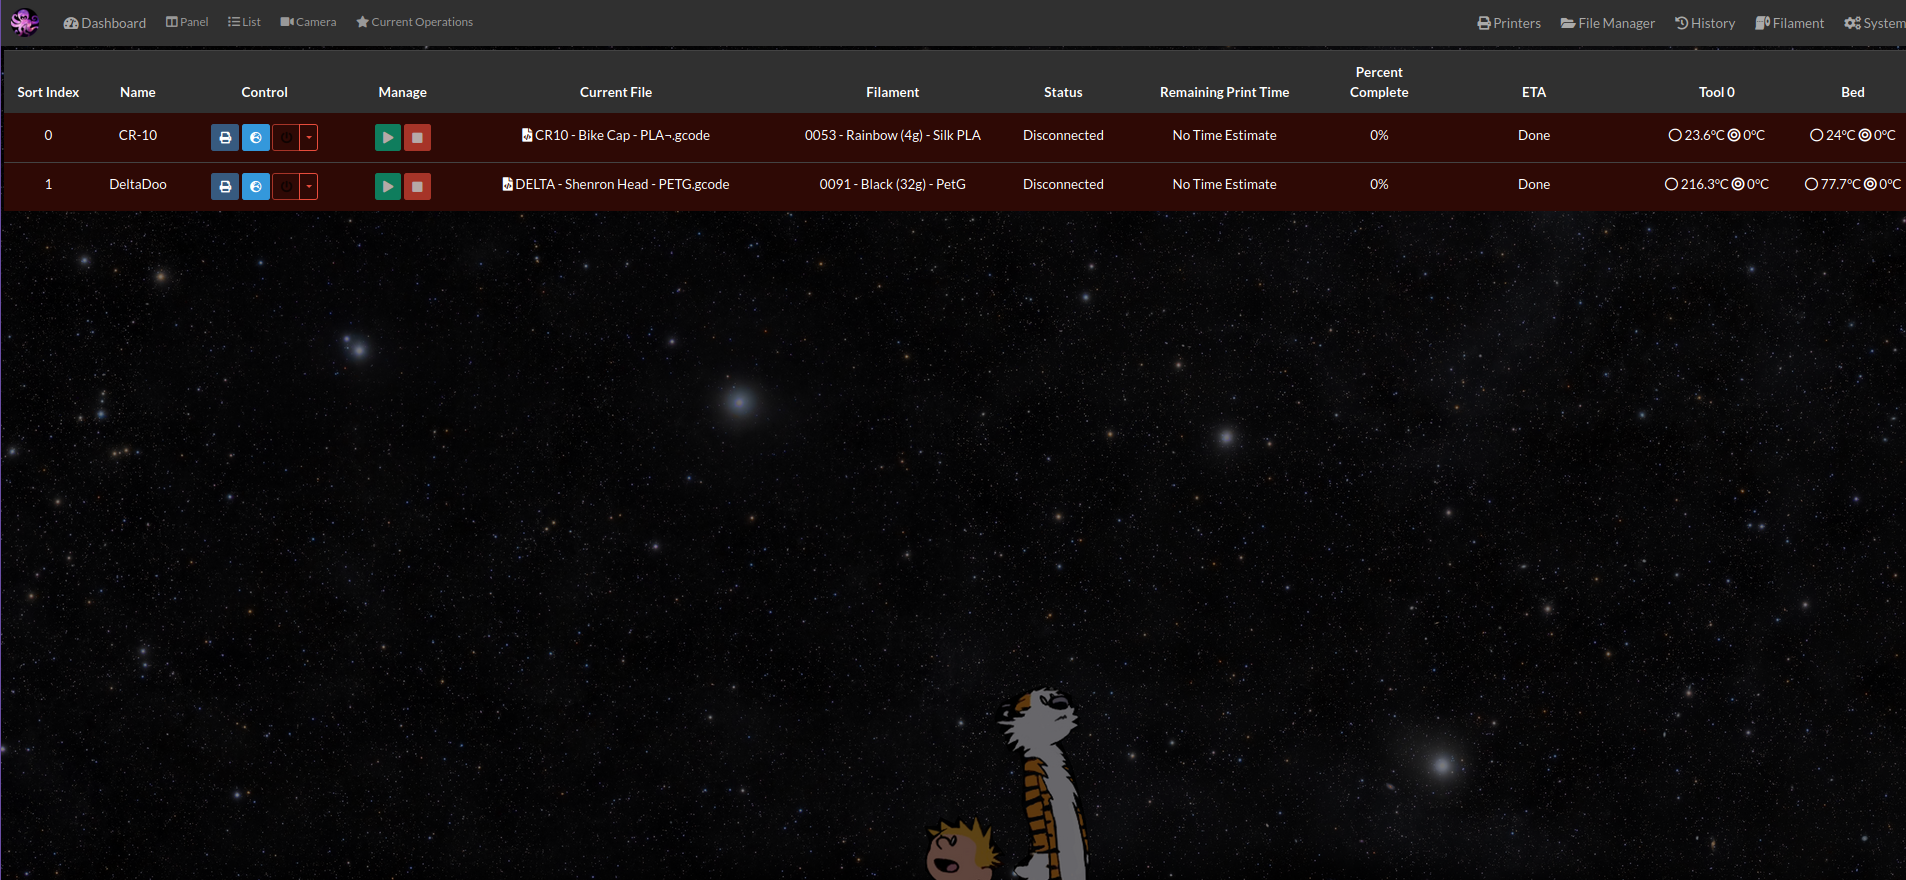 Dashboard Panel List Camera Current Operations Printers File Manager History Filament System
Sort Index Name Control Manage Current File Filament Status Remaining Print Time Percent Complete ETA Tool 0 Bed
0 CR-10 CR10 - Bike Cap - PLA¬.gcode 0053 - Rainbow (4g) - Silk PLA Disconnected No Time Estimate 0% Done 23.6°C 0°C 24°C 0°C
1 DeltaDoo DELTA - Shenron Head - PETG.gcode 0091 - Black (32g) - PetG Disconnected No Time Estimate 0% Done 216.3°C 0°C 77.7°C 0°C